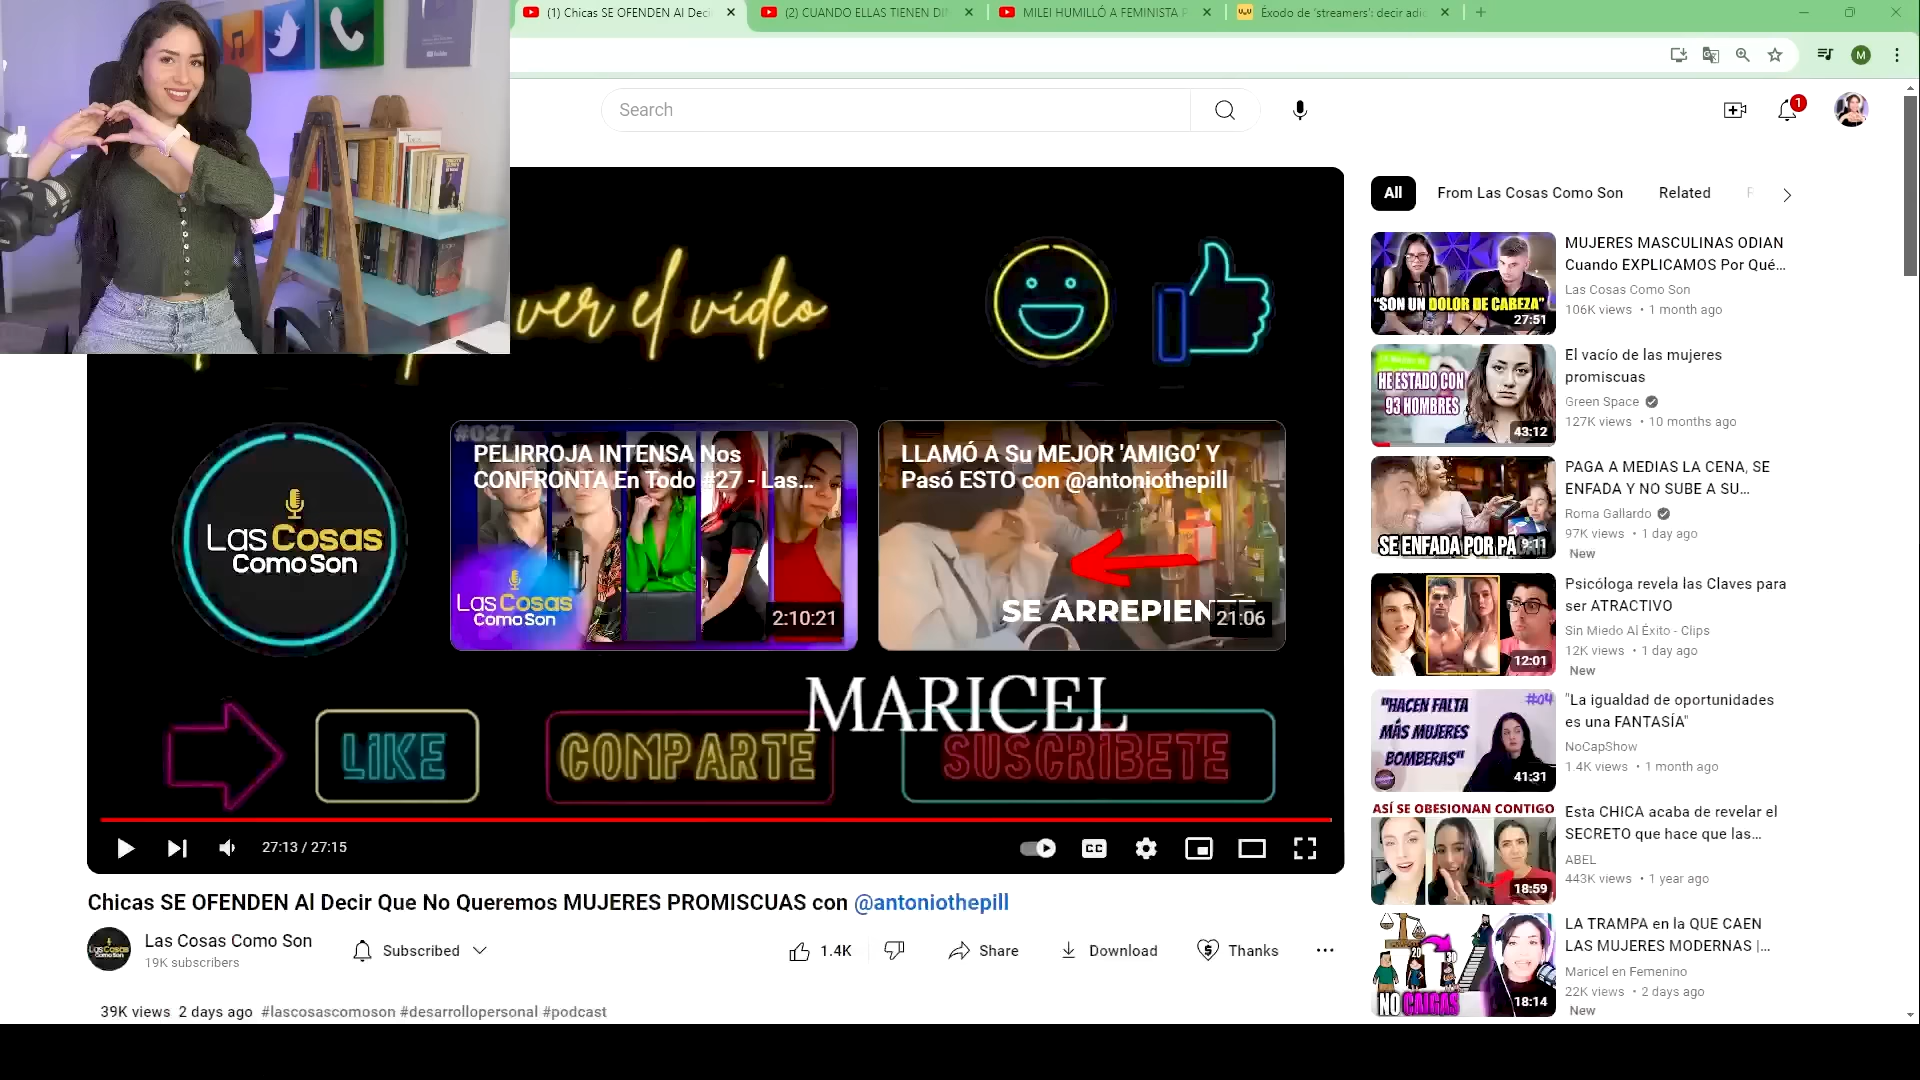 (1) Chicas SE OFENDEN Al Deci
(2) CUANDO ELLAS TIENEN DI
MILEI HUMILLÓ A FEMINISTA P
Éxodo de 'streamers': decir adic
M
Search
1
ver el vídeo
Las Cosas
Como Son
#027
PELIRROJA INTENSA Nos
CONFRONTA En Todo #27 - Las...
Las Cosas
Como Son
2:10:21
LLAMÓ A Su MEJOR 'AMIGO' Y
Pasó ESTO con @antoniothepill
SE ARREPIEN
21:06
MARICEL
LIKE
COMPARTE
SUSCRÍBETE
27:13 / 27:15
CC
Chicas SE OFENDEN Al Decir Que No Queremos MUJERES PROMISCUAS con @antoniothepill
Las Cosas Como Son
19K subscribers
Subscribed
1.4K
Share
Download
Thanks
39K views 2 days ago #lascosascomoson #desarrollopersonal #podcast
All
From Las Cosas Como Son
Related
"SON UN DOLOR DE CABEZA"
27:51
MUJERES MASCULINAS ODIAN
Cuando EXPLICAMOS Por Qué...
Las Cosas Como Son
106K views • 1 month ago
HE ESTADO CON
93 HOMBRES
43:12
El vacío de las mujeres
promiscuas
Green Space
127K views • 10 months ago
SE ENFADA POR PA
9:11
PAGA A MEDIAS LA CENA, SE
ENFADA Y NO SUBE A SU...
Roma Gallardo
97K views • 1 day ago
New
12:01
Psicóloga revela las Claves para
ser ATRACTIVO
Sin Miedo Al Éxito - Clips
12K views • 1 day ago
New
"HACEN FALTA
MÁS MUJERES
BOMBERAS"
#04
41:31
"La igualdad de oportunidades
es una FANTASÍA"
NoCapShow
1.4K views • 1 month ago
ASÍ SE OBESIONAN CONTIGO
18:59
Esta CHICA acaba de revelar el
SECRETO que hace que las...
ABEL
443K views • 1 year ago
20
30
NO CAIGAS
18:14
LA TRAMPA en la QUE CAEN
LAS MUJERES MODERNAS |...
Maricel en Femenino
22K views • 2 days ago
New